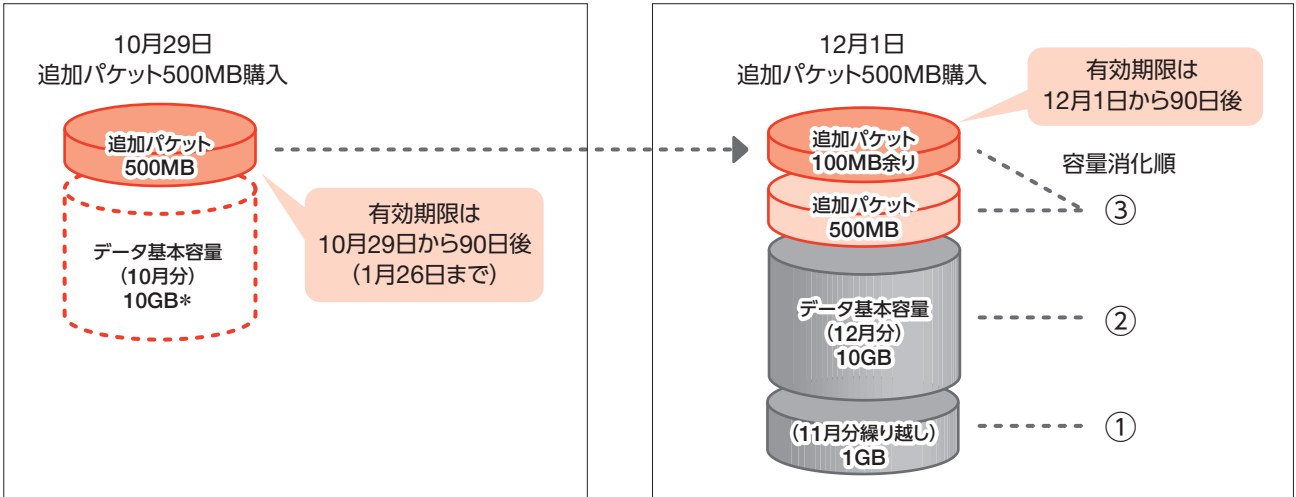 10月29日
追加パケット500MB購入
追加パケット
500MB
データ基本容量
（10月分）
10GB*
有効期限は
10月29日から90日後
（1月26日まで）
12月1日
追加パケット500MB購入
有効期限は
12月1日から90日後
追加パケット
100MB余り
容量消化順
追加パケット
500MB
③
データ基本容量
（12月分）
10GB
②
（11月分繰り越し）
1GB
①